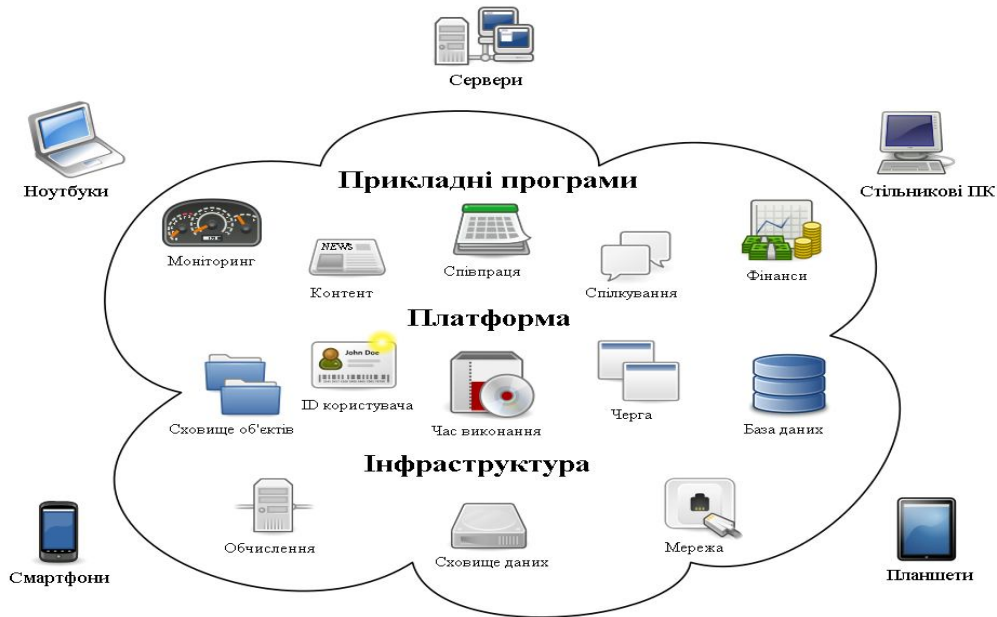 Сервери
Ноутбуки
Стільникові ПК
Прикладні програми
Моніторинг
NEWS
Контент
Співпраця
Спілкування
Фінанси
Платформа
John Doe
Сховище об'єктів
ID користувача
Час виконання
Черга
База даних
Інфраструктура
Обчислення
Сховище даних
Мережа
Смартфони
Планшети